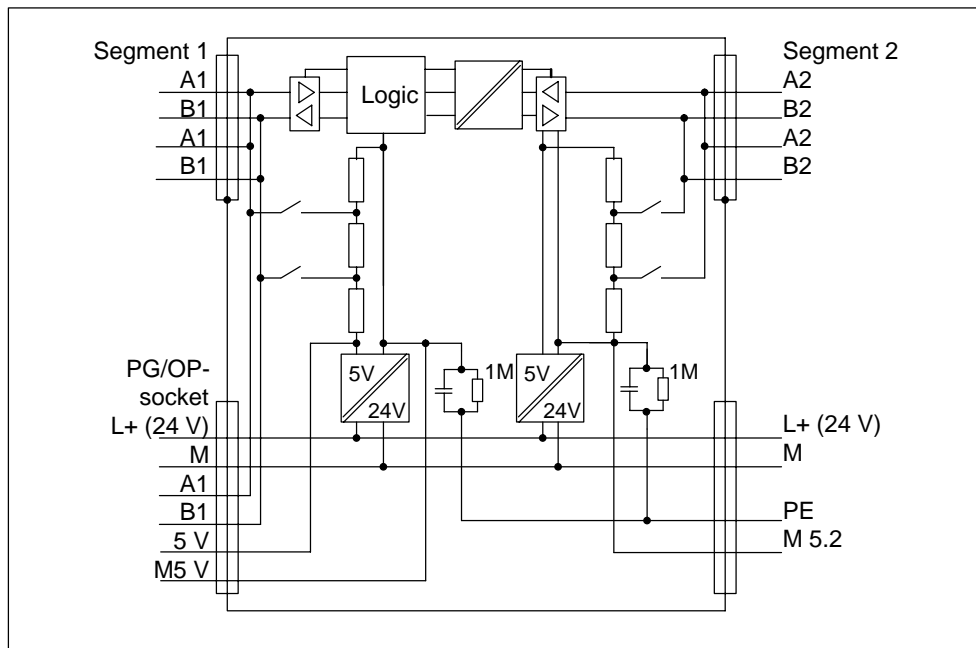 Segment 1
A1
B1
A1
B1
Logic
Segment 2
A2
B2
A2
B2
PG/OP-
socket
L+ (24 V)
M
A1
B1
5 V
M5 V
5V
24V
1M
5V
24V
1M
L+ (24 V)
M
PE
M 5.2